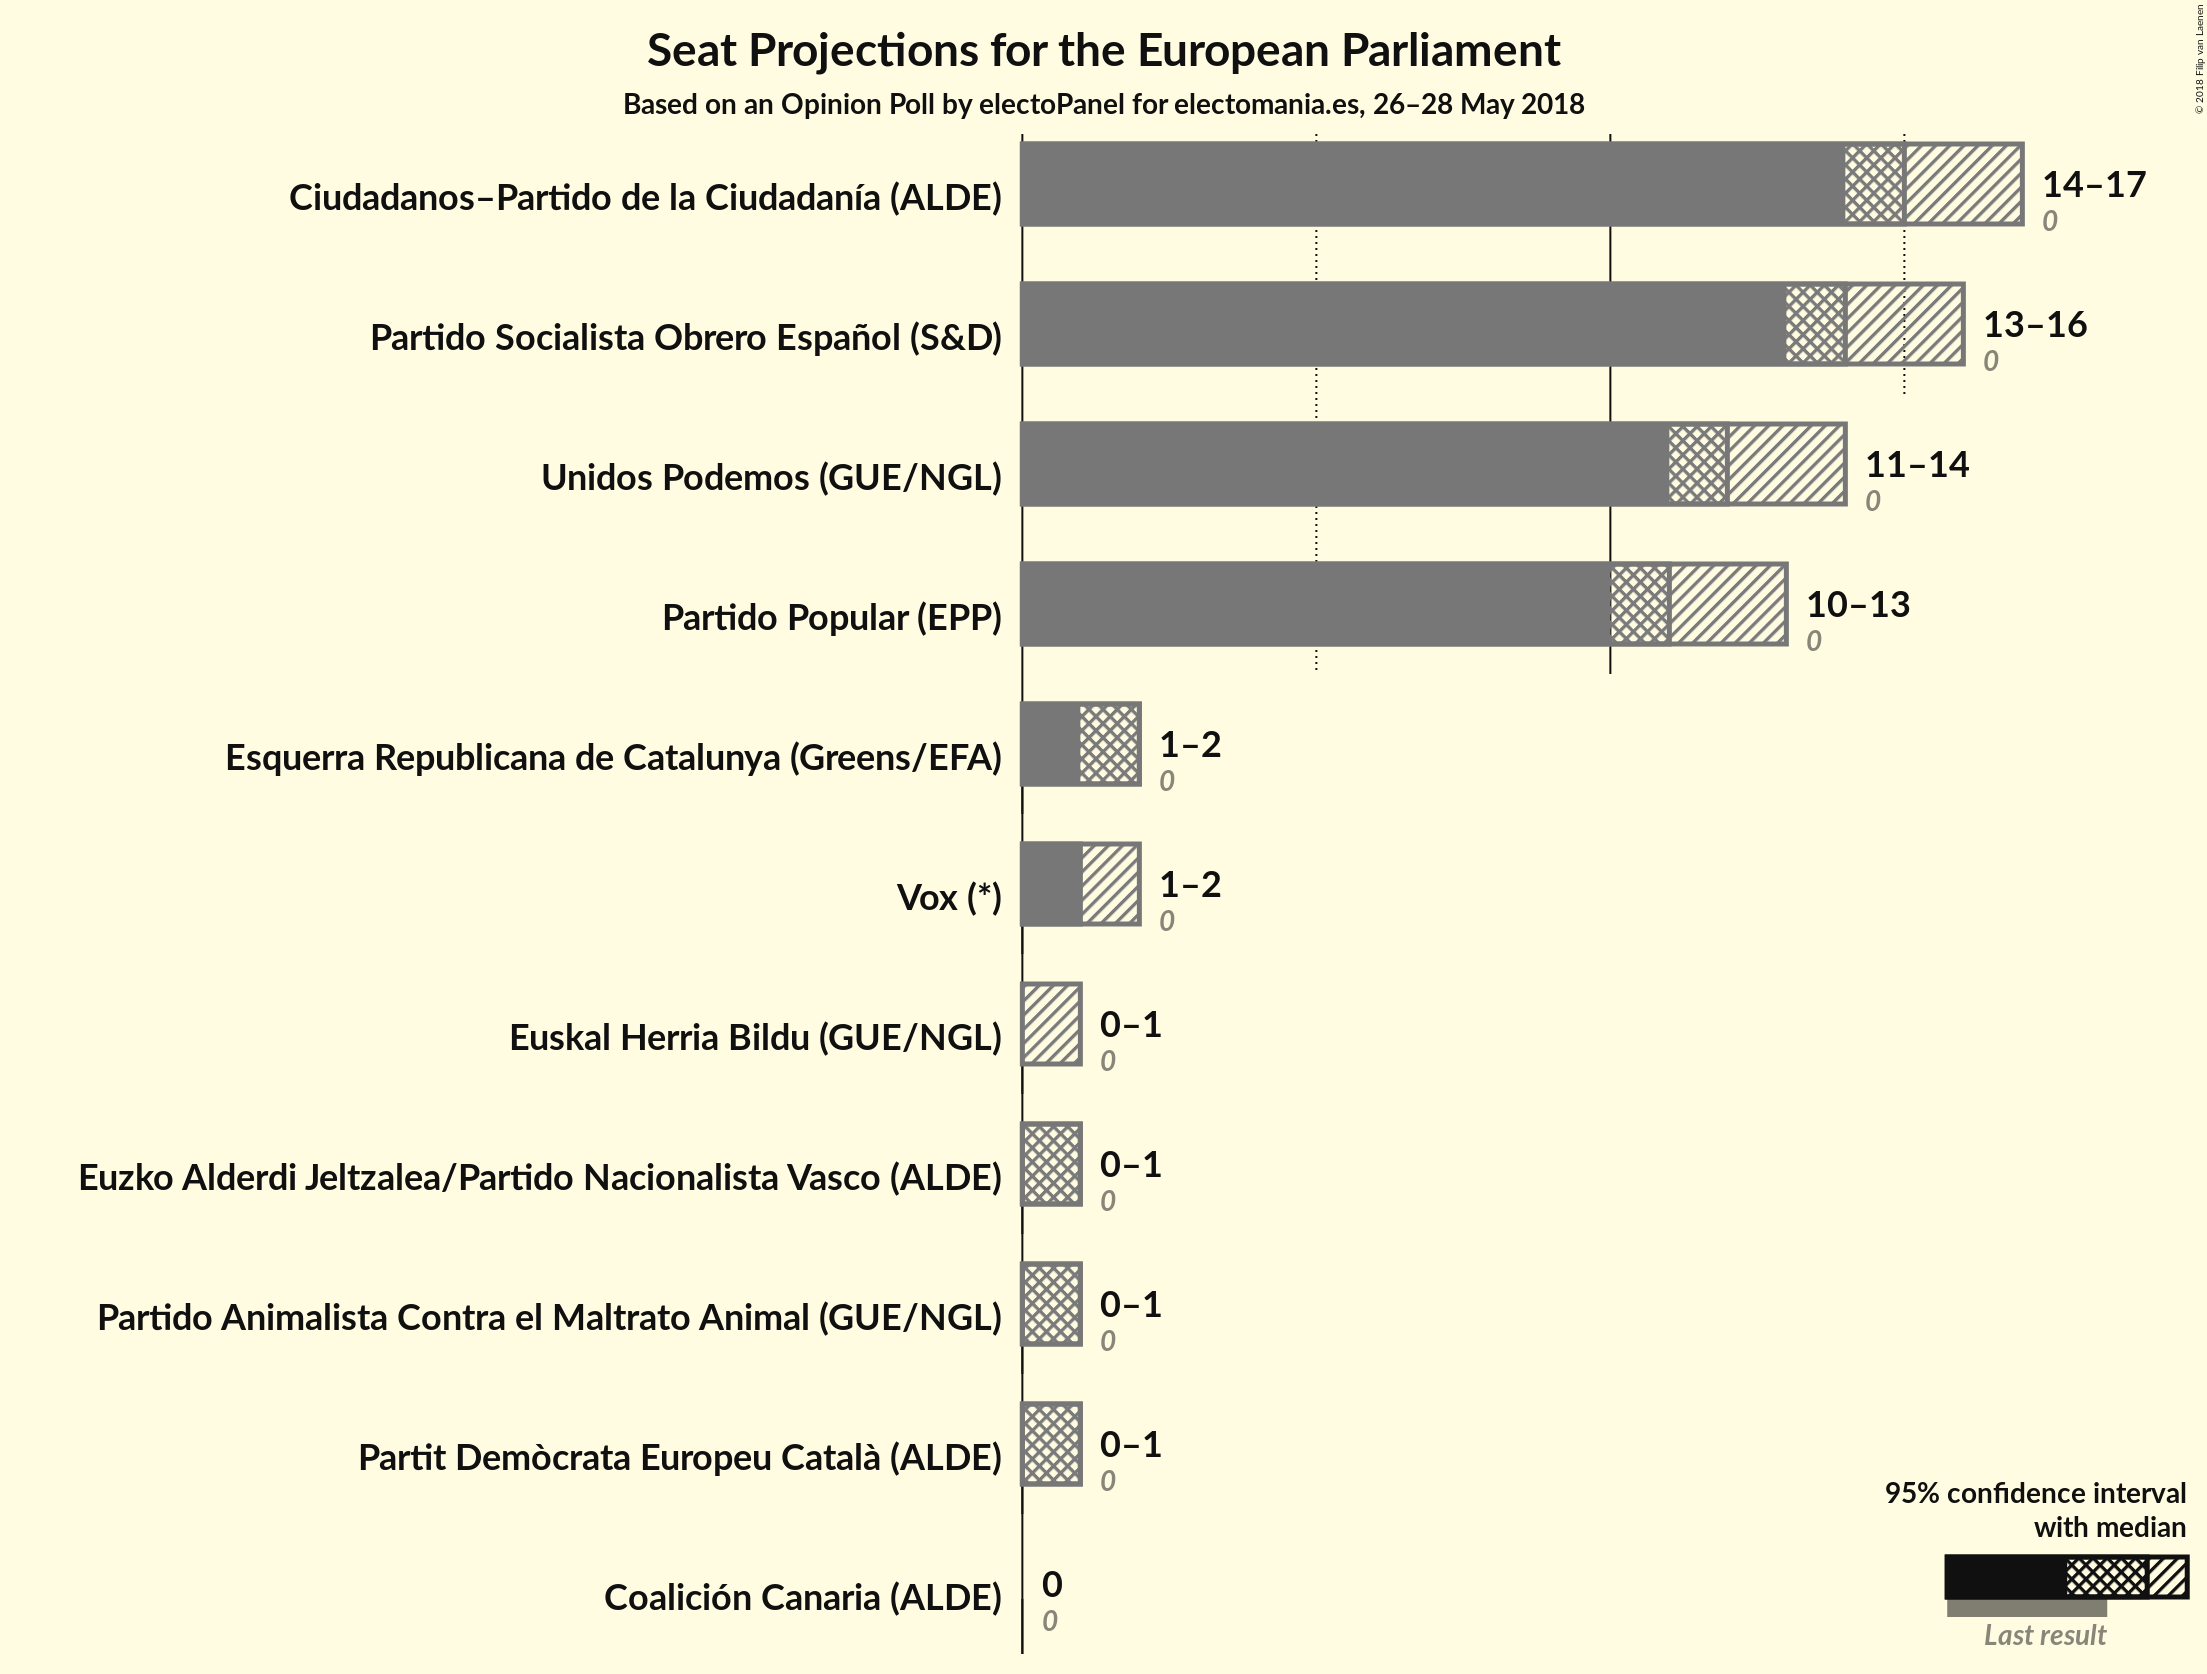 Seat Projections for the European Parliament
Based on an Opinion Poll by electoPanel for electomania.es, 26–28 May 2018
© 2018 Filip van Laenen
Ciudadanos–Partido de la Ciudadanía (ALDE)
14–17
0
Partido Socialista Obrero Español (S&D)
13–16
0
Unidos Podemos (GUE/NGL)
11–14
0
Partido Popular (EPP)
10–13
0
Esquerra Republicana de Catalunya (Greens/EFA)
1–2
0
Vox (*)
1–2
0
Euskal Herria Bildu (GUE/NGL)
0–1
0
Euzko Alderdi Jeltzalea/Partido Nacionalista Vasco (ALDE)
0–1
0
Partido Animalista Contra el Maltrato Animal (GUE/NGL)
0–1
0
Partit Demòcrata Europeu Català (ALDE)
0–1
0
Coalición Canaria (ALDE)
0
0
95% confidence interval
with median
Last result